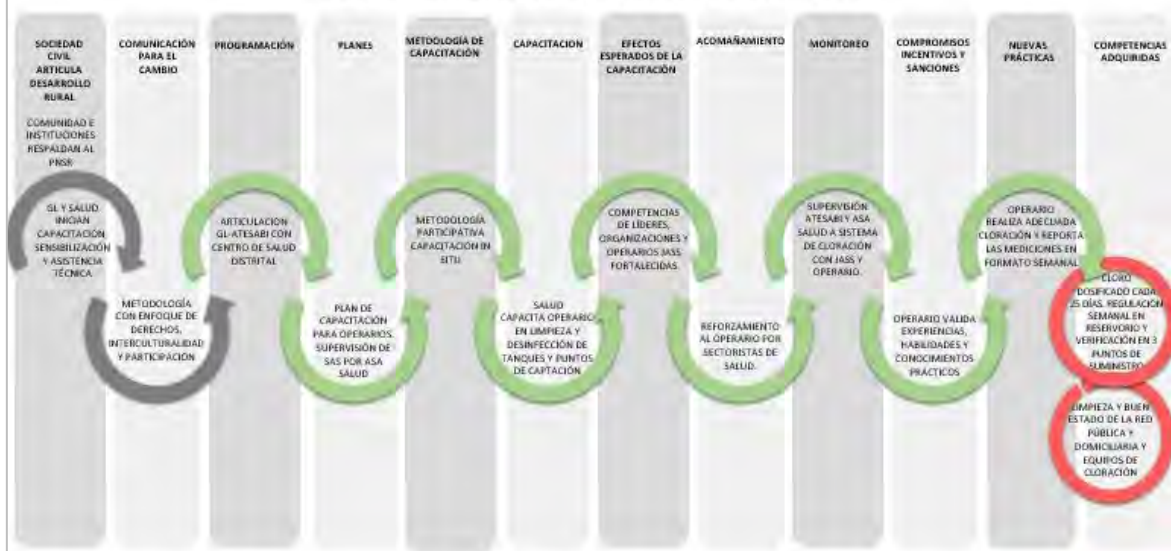 SOCIEDAD
CIVIL
ARTICULA
DESARROLLO
RURAL
COMUNIDAD E
INSTITUCIONES
RESPALDAN AL
PNSR
GL Y SALUD
INICIAN
CAPACITACIÓN
SENSIBILIZACIÓN
Y ASISTENCIA
TÉCNICA
COMUNICACIÓN
PARA EL
CAMBIO
METODOLOGÍA
CON ENFOQUE DE
DERECHOS,
INTERCULTURALIDAD
Y PARTICIPACIÓN
PROGRAMACIÓN
ARTICULACION
GL-ATESABI CON
CENTRO DE SALUD
DISTRITAL
PLANES
PLAN DE
CAPACITACIÓN
PARA OPERARIOS.
SUPERVISIÓN DE
SAS POR ASA
SALUD
METODOLOGÍA DE
CAPACITACIÓN
METODOLOGÍA
PARTICIPATIVA
CAPACITACIÓN IN
SITU
CAPACITACION
SALUD
CAPACITA OPERARIO
EN LIMPIEZA Y
DESINFECCIÓN DE
TANQUES Y PUNTOS
DE CAPTACIÓN
EFECTOS
ESPERADOS DE LA
CAPACITACIÓN
COMPETENCIAS
DE LÍDERES,
ORGANIZACIONES Y
OPERARIOS JASS
FORTALECIDAS
ACOMAÑAMIENTO
REFORZAMIENTO
AL OPERARIO POR
SECTORISTAS DE
SALUD.
MONITOREO
SUPERVISIÓN
ATESABI Y ASA
SALUD A SISTEMA
DE CLORACIÓN
CON JASS Y
OPERARIO.
COMPROMISOS
INCENTIVOS Y
SANCIONES
OPERARIO VALIDA
EXPERIENCIAS,
HABILIDADES Y
CONOCIMIENTOS
PRÁCTICOS
NUEVAS
PRÁCTICAS
OPERARIO
REALIZA ADECUADA
CLORACIÓN Y REPORTA
LAS MEDICIONES EN
FORMATO SEMANAL
COMPETENCIAS
ADQUIRIDAS
CLORO
DOSIFICADO CADA
25 DÍAS. REGULACIÓN
SEMANAL EN
RESERVORIO Y
VERIFICACIÓN EN 3
PUNTOS DE
SUMINISTRO
LIMPIEZA Y BUEN
ESTADO DE LA RED
PÚBLICA Y
DOMICILIARIA Y
EQUIPOS DE
CLORACIÓN